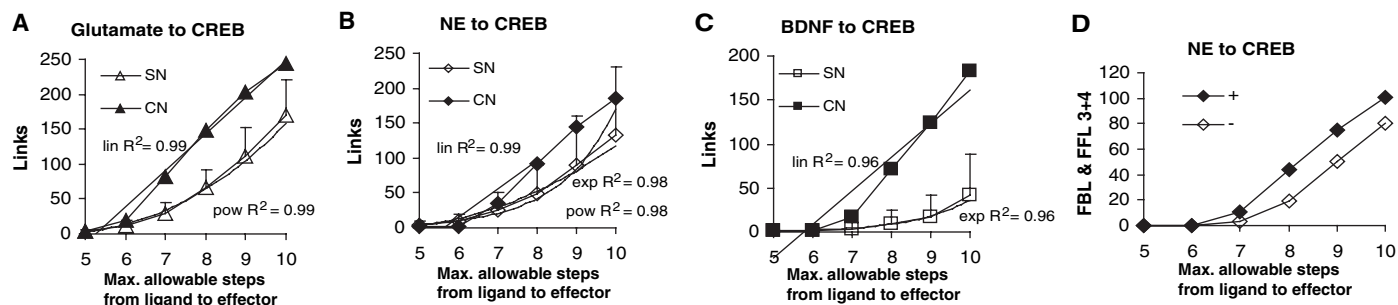 A
Glutamate to CREB
250
200
150
100
50
0
Links
SN
CN
lin R²= 0.99
pow R²= 0.99
5 6 7 8 9 10
Max. allowable steps
from ligand to effector
B
NE to CREB
250
200
150
100
50
0
Links
SN
CN
lin R²= 0.99
exp R²= 0.98
pow R²= 0.98
5 6 7 8 9 10
Max. allowable steps
from ligand to effector
C
BDNF to CREB
200
150
100
50
0
Links
SN
CN
lin R²= 0.96
exp R²= 0.96
5 6 7 8 9 10
Max. allowable steps
from ligand to effector
D
NE to CREB
120
100
80
60
40
20
0
FBL & FFL 3+4
+
-
5 6 7 8 9 10
Max. allowable steps
from ligand to effector